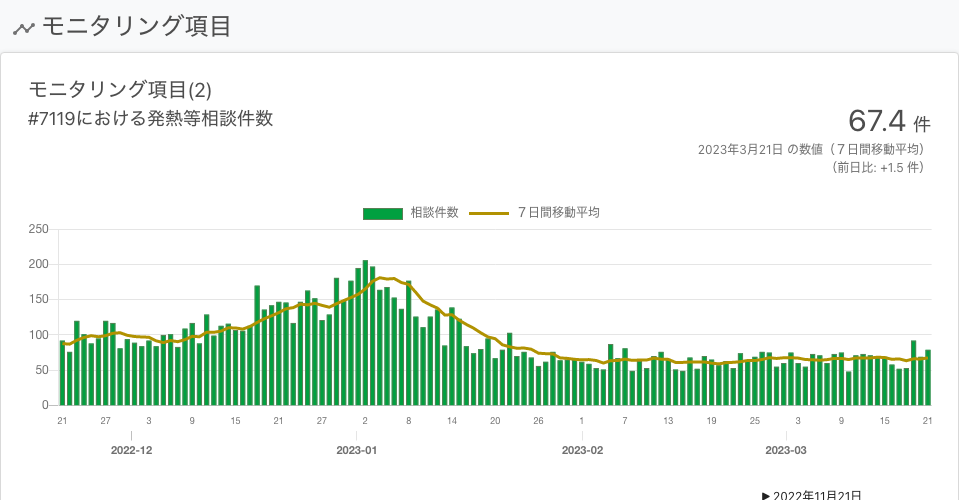 モニタリング項目
モニタリング項目(2)
#7119における発熱等相談件数
67.4 件
2023年3月21日 の数値（７日間移動平均）
（前日比: +1.5 件）
相談件数 ７日間移動平均
250
200
150
100
50
0
21 27 3 9 15 21 27 2 8 14 20 26 1 7 13 19 25 3 9 15 21
2022-12 2023-01 2023-02 2023-03
▶ 2022年11月21日